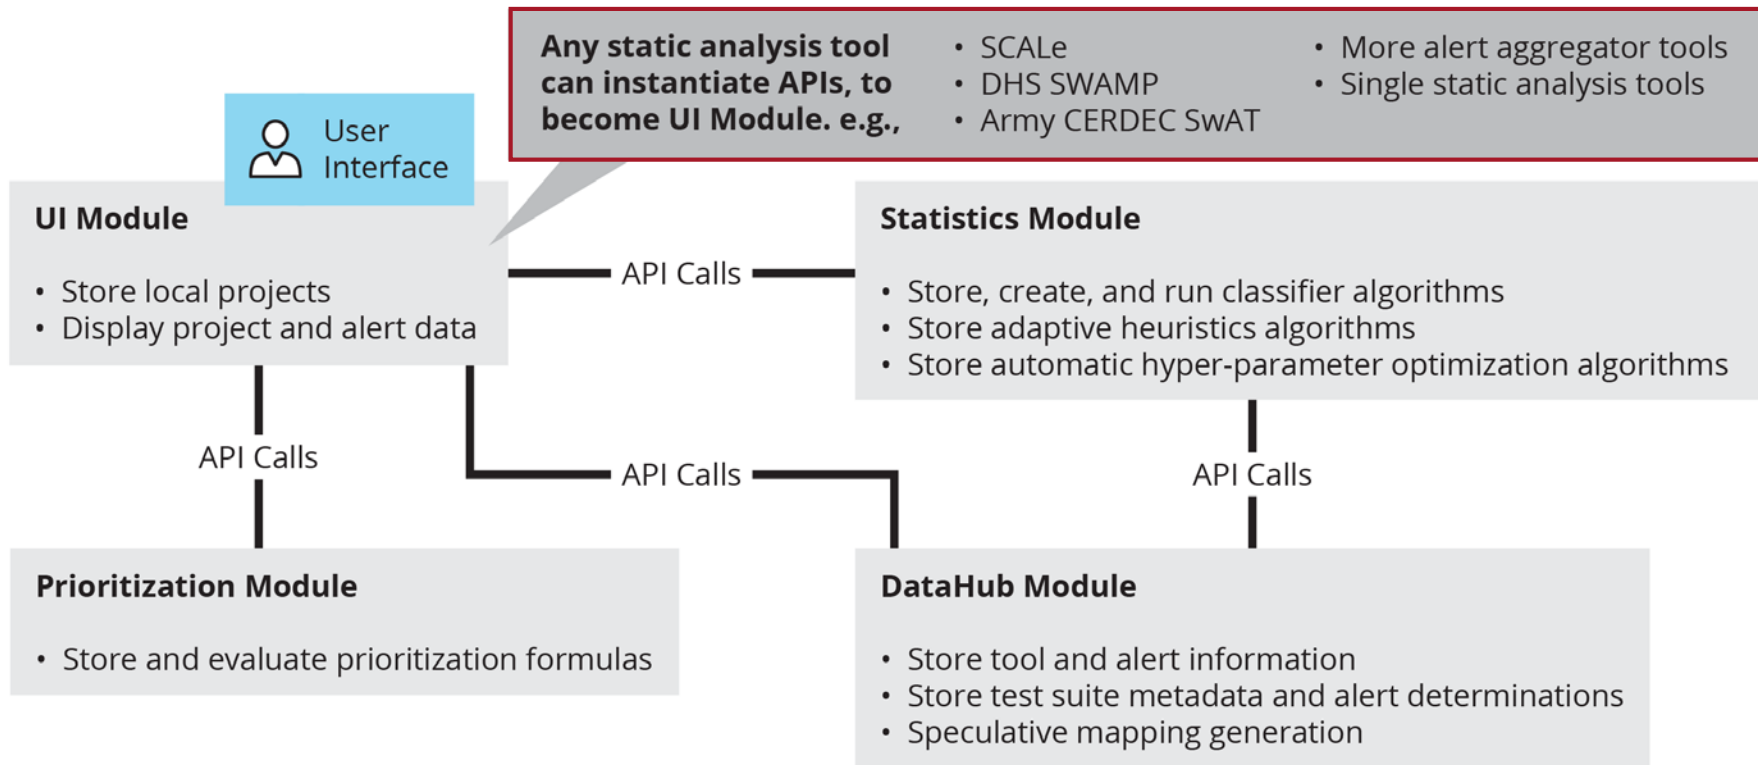 Any static analysis tool
can instantiate APIs, to
become UI Module. e.g.,
• SCALe
• DHS SWAMP
• Army CERDEC SwAT
• More alert aggregator tools
• Single static analysis tools
User
Interface
UI Module
• Store local projects
• Display project and alert data
API Calls
Statistics Module
• Store, create, and run classifier algorithms
• Store adaptive heuristics algorithms
• Store automatic hyper-parameter optimization algorithms
API Calls
API Calls
API Calls
Prioritization Module
• Store and evaluate prioritization formulas
DataHub Module
• Store tool and alert information
• Store test suite metadata and alert determinations
• Speculative mapping generation